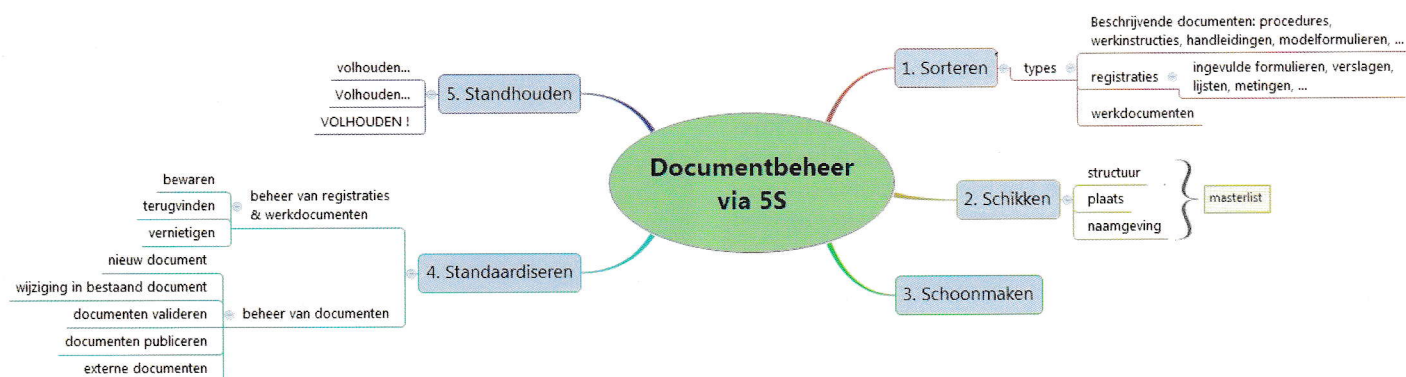 Documentbeheer
via 5S
1. Sorteren
types
Beschrijvende documenten: procedures,
werkinstructies, handleidingen, modelformulieren, ...
registraties
ingevulde formulieren, verslagen,
lijsten, metingen, ...
werkdocumenten
2. Schikken
structuur
plaats
naamgeving
masterlist
3. Schoonmaken
4. Standaardiseren
beheer van registraties
& werkdocumenten
bewaren
terugvinden
vernietigen
beheer van documenten
nieuw document
wijziging in bestaand document
documenten valideren
documenten publiceren
externe documenten
5. Standhouden
volhouden...
Volhouden...
VOLHOUDEN !